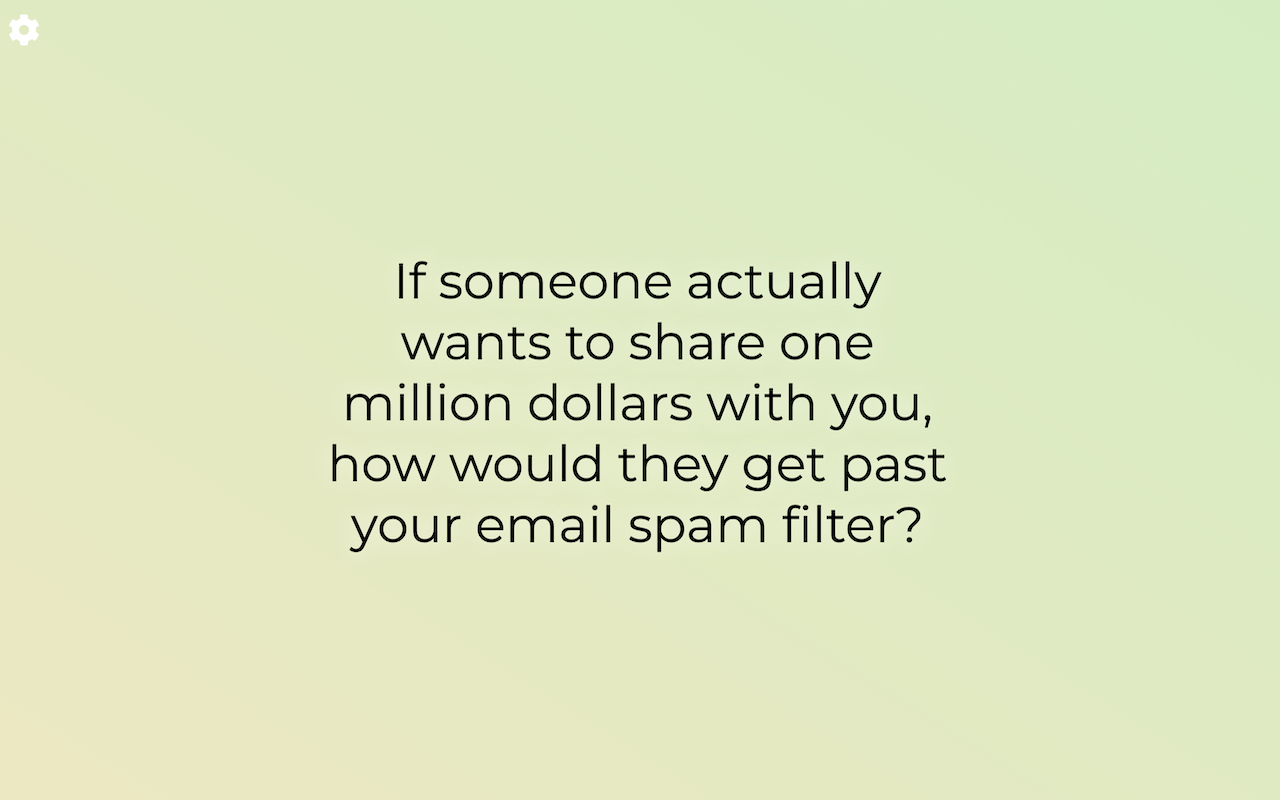 If someone actually
wants to share one
million dollars with you,
how would they get past
your email spam filter?